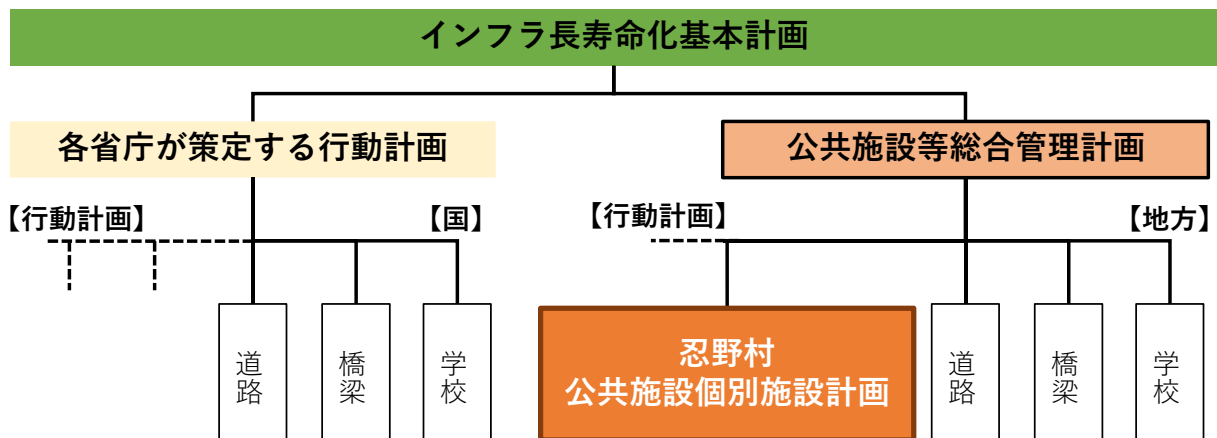 インフラ長寿命化基本計画
各省庁が策定する行動計画
公共施設等総合管理計画
【行動計画】
【国】
【行動計画】
【地方】
道路
橋梁
学校
忍野村
公共施設個別施設計画
道路
橋梁
学校